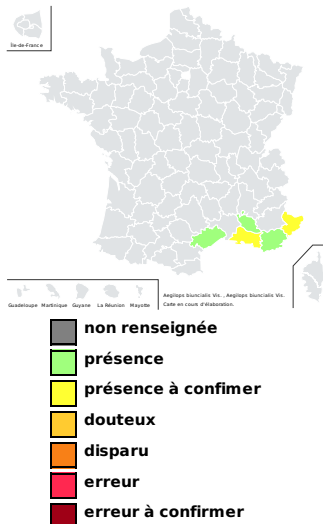 Île-de-France
Aegilops biuncialis Vis. , Aegilops biuncialis Vis.
Carte en cours d'élaboration.
Guadeloupe Martinique Guyane La Réunion Mayotte
non renseignée
présence
présence à confimer
douteux
disparu
erreur
erreur à confirmer